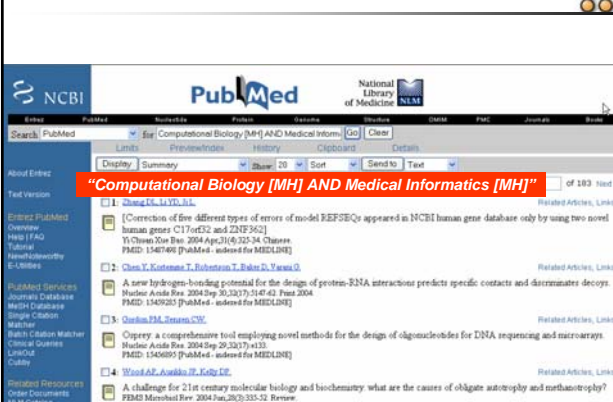 NCBI
PubMed
National
Library
of Medicine NLM
Entrez PubMed Nucleotide Protein Genome Structure OMIM PMC Journals Books
Search PubMed for Computational Biology [MH] AND Medical Inform Go Clear
Limits Preview/Index History Clipboard Details
Display Summary Show: 20 Sort Send to Text
About Entrez
"Computational Biology [MH] AND Medical Informatics [MH]"
of 183 Next
Text Version
1: Zhang DL, Li YD, Ji L. Related Articles, Links
[Correction of five different types of errors of model REFSEQs appeared in NCBI human gene database only by using two novel
human genes C17orf32 and ZNF362]
Yi Chuan Xue Bao. 2004 Apr;31(4):325-34. Chinese.
PMID: 15487498 [PubMed - indexed for MEDLINE]
Entrez PubMed
Overview
Help | FAQ
Tutorial
New/Noteworthy
E-Utilities
2: Chen Y, Kortemme T, Robertson T, Baker D, Varani G. Related Articles, Links
A new hydrogen-bonding potential for the design of protein-RNA interactions predicts specific contacts and discriminates decoys.
Nucleic Acids Res. 2004 Sep 30;32(17):5147-62. Print 2004.
PMID: 15459285 [PubMed - indexed for MEDLINE]
PubMed Services
Journals Database
MeSH Database
Single Citation
Matcher
Batch Citation Matcher
Clinical Queries
LinkOut
Cubby
3: Gordon PM, Sensen CW. Related Articles, Links
Osprey: a comprehensive tool employing novel methods for the design of oligonucleotides for DNA sequencing and microarrays.
Nucleic Acids Res. 2004 Sep 29;32(17):e133.
PMID: 15456895 [PubMed - indexed for MEDLINE]
4: Wood AP, Aurikko JP, Kelly DP. Related Articles, Links
A challenge for 21st century molecular biology and biochemistry: what are the causes of obligate autotrophy and methanotrophy?
FEMS Microbiol Rev. 2004 Jun;28(3):335-52. Review.
Related Resources
Order Documents